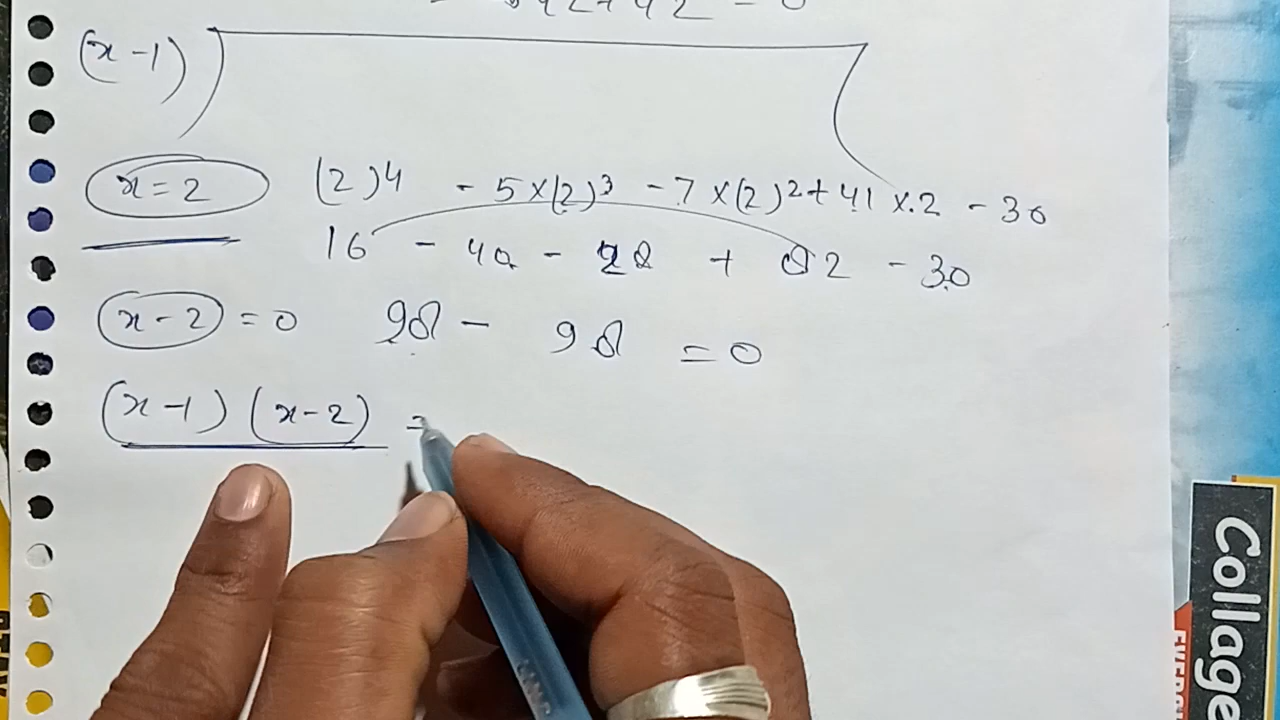 (x-1)
x=2 (2)4 - 5×(2)3 - 7×(2)2 + 41×.2 - 30
16 - 40 - 28 + 82 - 30
x-2 = 0 98 - 98 = 0
(x-1) (x-2) =
Collage